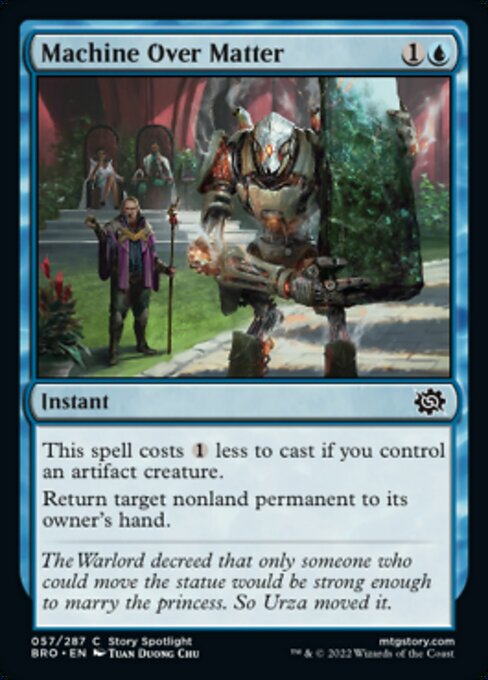 Machine Over Matter 1
Instant
This spell costs 1 less to cast if you control
an artifact creature.
Return target nonland permanent to its
owner's hand.
The Warlord decreed that only someone who
could move the statue would be strong enough
to marry the princess. So Urza moved it.
057/287 C Story Spotlight mtgstory.com
BRO • EN Tuan Duong Chu ™ & © 2022 Wizards of the Coast